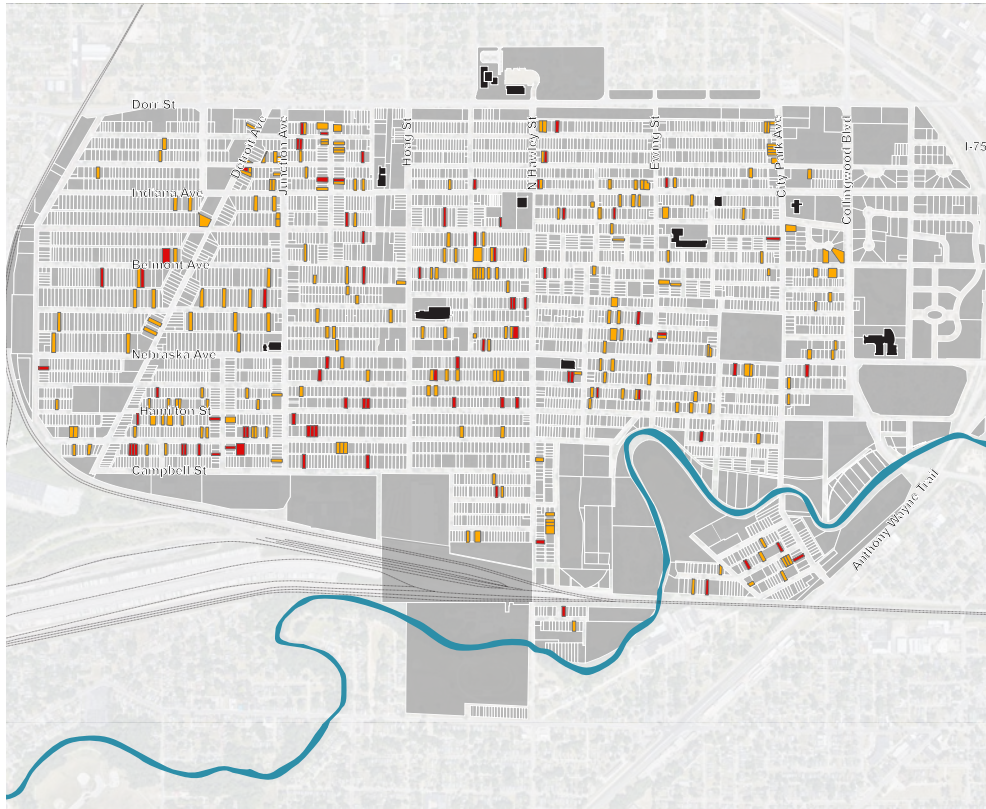 Dorr St
Detroit Ave
Junction Ave
Hoag St
N Hawley St
Ewing St
City Park Ave
Collingwood Blvd
I-75
Indiana Ave
Belmont Ave
Nebraska Ave
Hamilton St
Campbell St
Anthony Wayne Trail